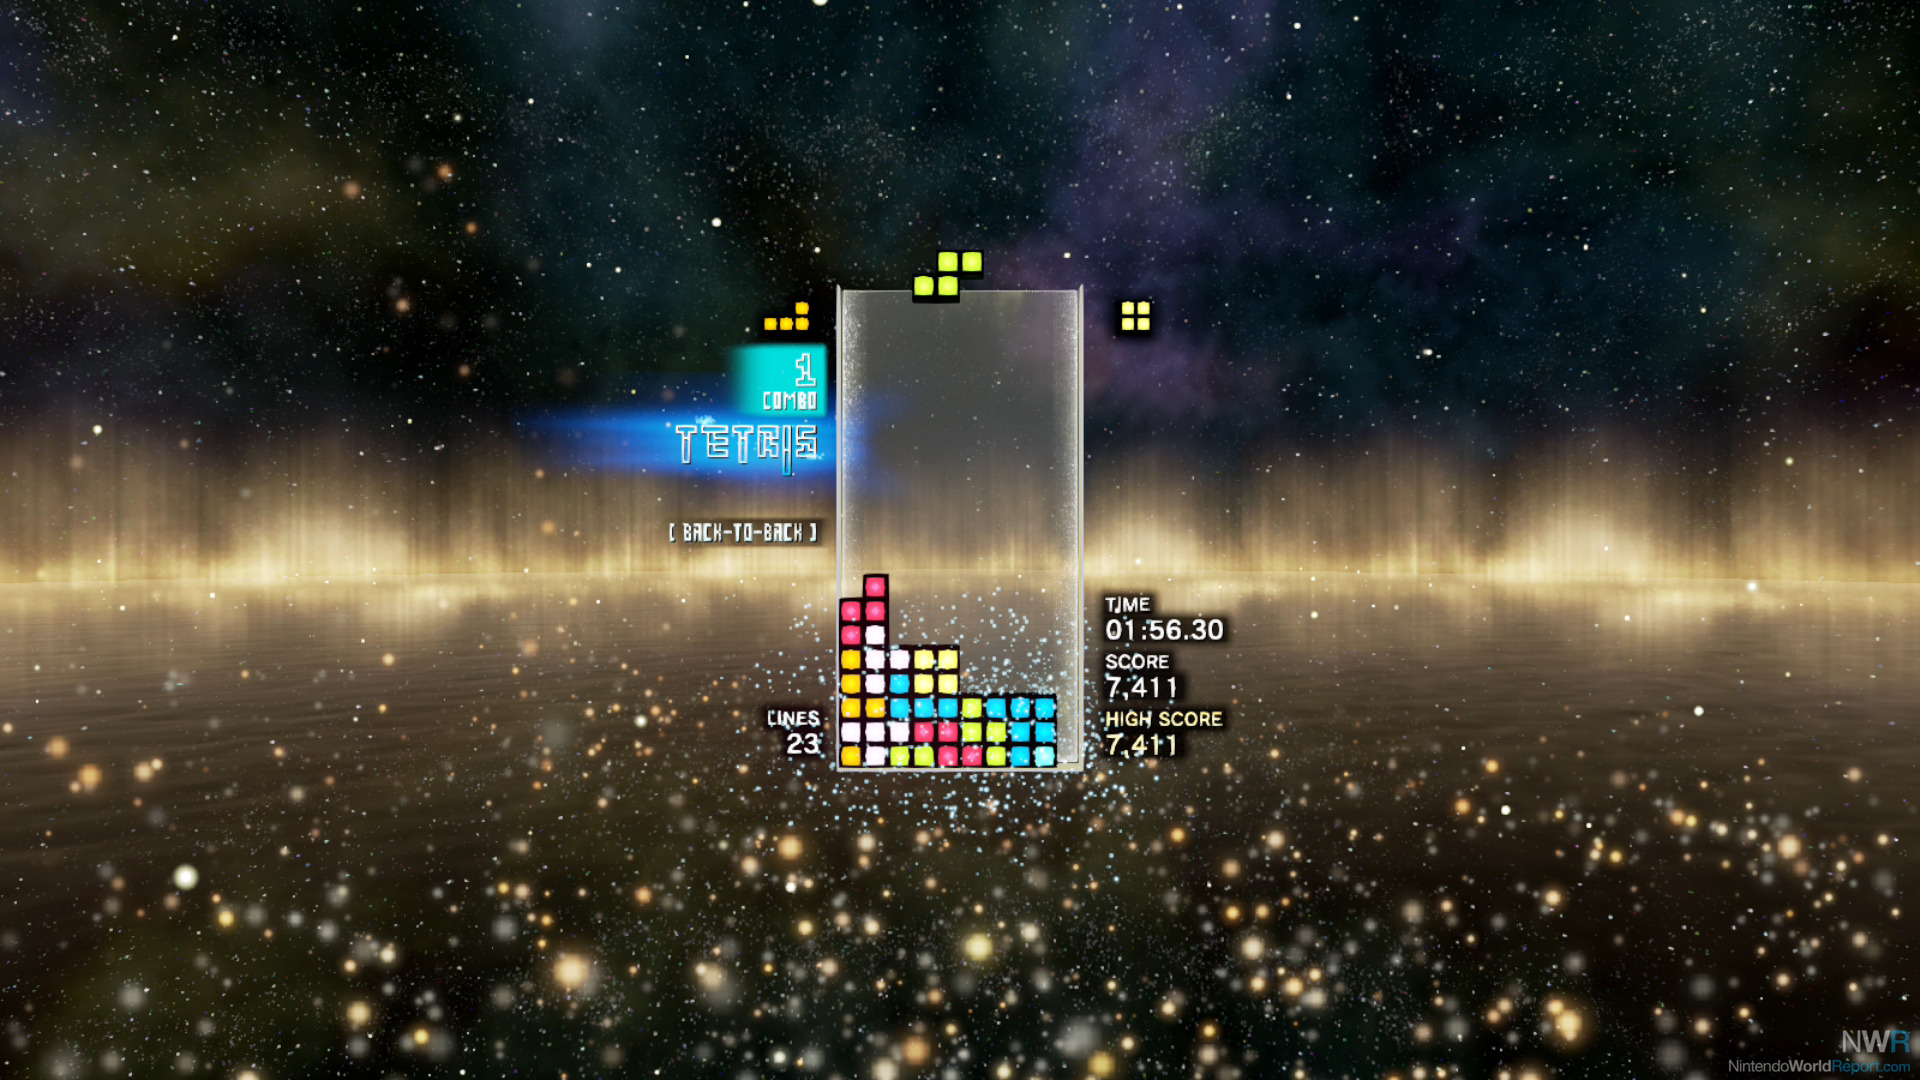 1
COMBO
TETRIS
[ BACK-TO-BACK ]
LINES
23
TIME
01:56.30
SCORE
7,411
HIGH SCORE
7,411
NWR
NintendoWorldReport.com